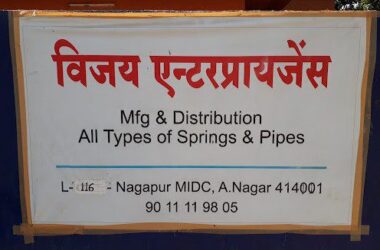 विजय एन्टरप्रायजेंस
Mfg & Distribution
All Types of Springs & Pipes
L- 116 - Nagapur MIDC, A.Nagar 414001
90 11 11 98 05